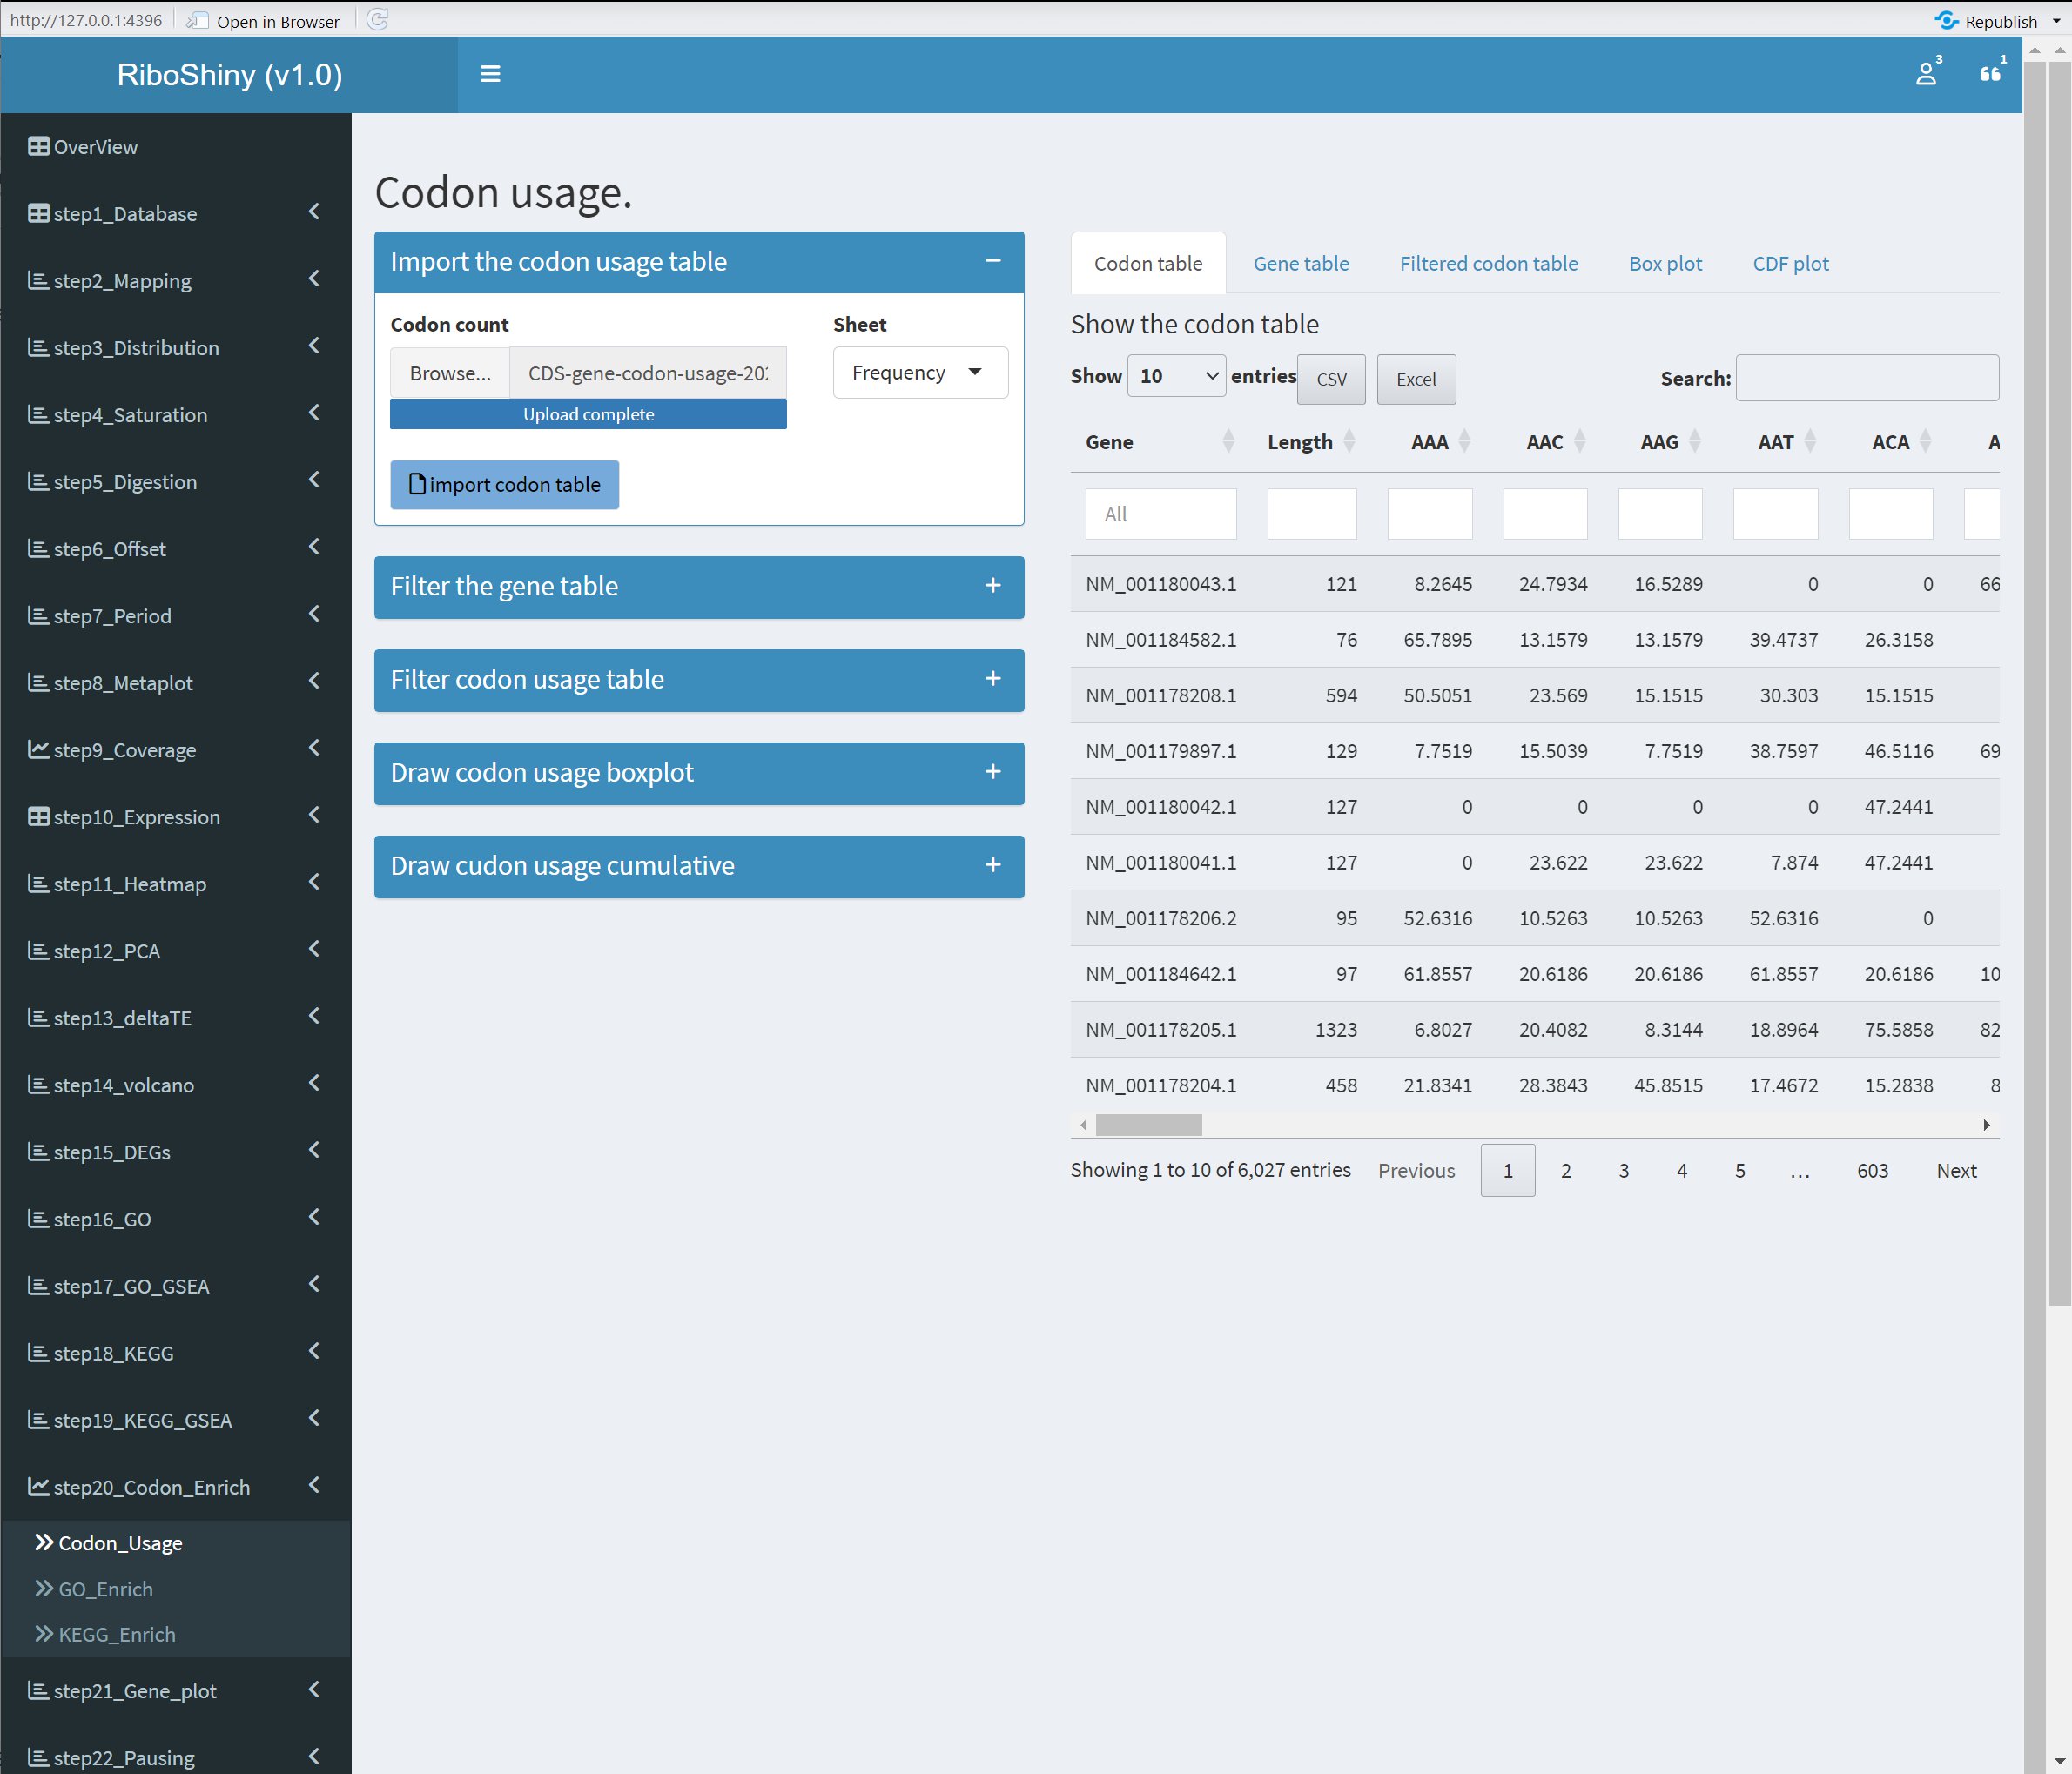 http://127.0.0.1:4396 Open in Browser Republish
RiboShiny (v1.0) 3 1
OverView
step1_Database
step2_Mapping
step3_Distribution
step4_Saturation
step5_Digestion
step6_Offset
step7_Period
step8_Metaplot
step9_Coverage
step10_Expression
step11_Heatmap
step12_PCA
step13_deltaTE
step14_volcano
step15_DEGs
step16_GO
step17_GO_GSEA
step18_KEGG
step19_KEGG_GSEA
step20_Codon_Enrich
Codon_Usage
GO_Enrich
KEGG_Enrich
step21_Gene_plot
step22_Pausing
Codon usage.
Import the codon usage table
Codon count Sheet
Browse... CDS-gene-codon-usage-202 Frequency
Upload complete
import codon table
Filter the gene table
Filter codon usage table
Draw codon usage boxplot
Draw cudon usage cumulative
Codon table Gene table Filtered codon table Box plot CDF plot
Show the codon table
Show 10 entries CSV Excel Search:
Gene Length AAA AAC AAG AAT ACA A
All
NM_001180043.1 121 8.2645 24.7934 16.5289 0 0 66
NM_001184582.1 76 65.7895 13.1579 13.1579 39.4737 26.3158
NM_001178208.1 594 50.5051 23.569 15.1515 30.303 15.1515
NM_001179897.1 129 7.7519 15.5039 7.7519 38.7597 46.5116 69
NM_001180042.1 127 0 0 0 0 47.2441
NM_001180041.1 127 0 23.622 23.622 7.874 47.2441
NM_001178206.2 95 52.6316 10.5263 10.5263 52.6316 0
NM_001184642.1 97 61.8557 20.6186 20.6186 61.8557 20.6186 10
NM_001178205.1 1323 6.8027 20.4082 8.3144 18.8964 75.5858 82
NM_001178204.1 458 21.8341 28.3843 45.8515 17.4672 15.2838 8
Showing 1 to 10 of 6,027 entries Previous 1 2 3 4 5 … 603 Next